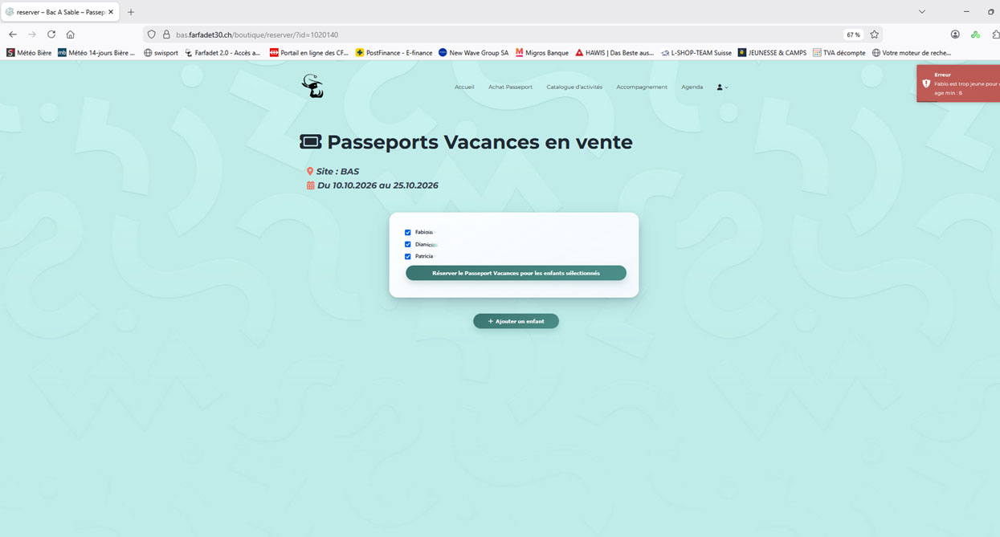 reserver – Bac A Sable – Passep
bas.farfadet30.ch/boutique/reserver/?id=1020140
67 %
Météo Bière
Météo 14-jours Bière ...
swisport
Farfadet 2.0 - Accès a...
Portail en ligne des CF...
PostFinance - E-finance
New Wave Group SA
Migros Banque
HAWIS | Das Beste aus...
L-SHOP-TEAM Suisse
JEUNESSE & CAMPS
TVA décompte
Votre moteur de reche...
Erreur
Fabio est trop jeune pour
age min : 6
Accueil
Achat Passeport
Catalogue d'activités
Accompagnement
Agenda
Passeports Vacances en vente
Site : BAS
Du 10.10.2026 au 25.10.2026
Fabio
Patricia
Réserver le Passeport Vacances pour les enfants sélectionnés
+ Ajouter un enfant